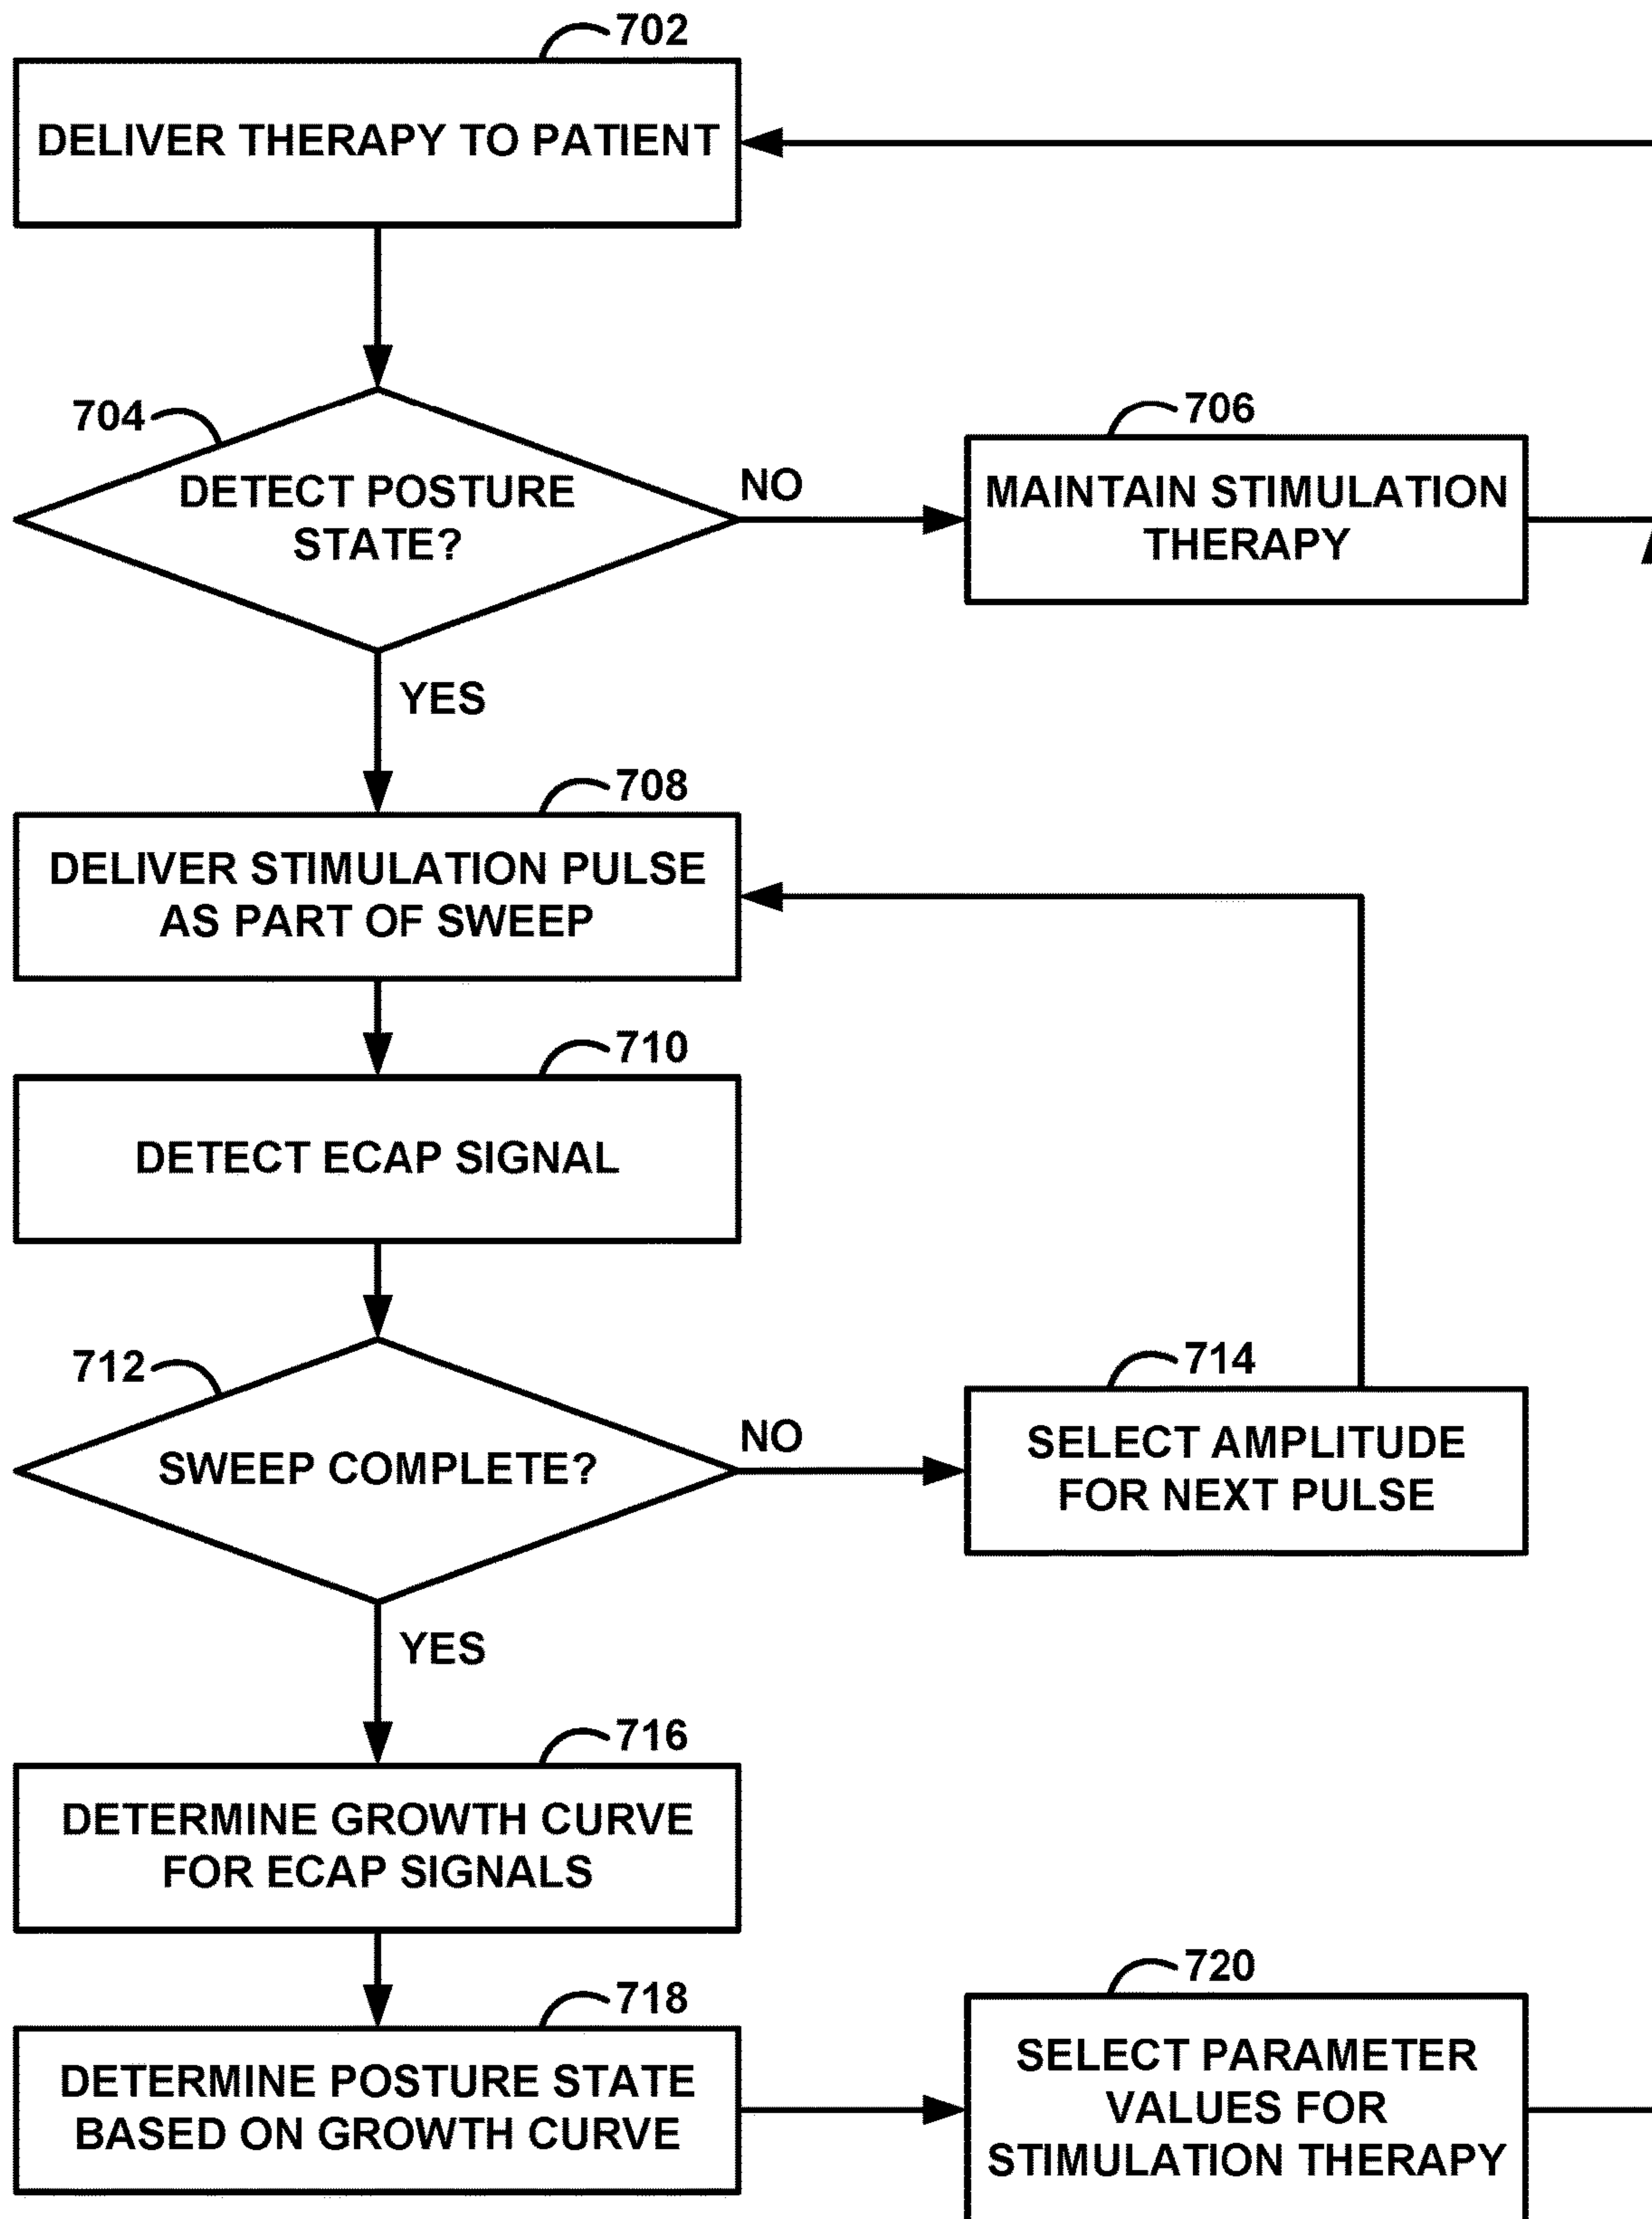 702
DELIVER THERAPY TO PATIENT
704
DETECT POSTURE
STATE?
NO
706
MAINTAIN STIMULATION
THERAPY
YES
708
DELIVER STIMULATION PULSE
AS PART OF SWEEP
710
DETECT ECAP SIGNAL
712
SWEEP COMPLETE?
NO
714
SELECT AMPLITUDE
FOR NEXT PULSE
YES
716
DETERMINE GROWTH CURVE
FOR ECAP SIGNALS
718
DETERMINE POSTURE STATE
BASED ON GROWTH CURVE
720
SELECT PARAMETER
VALUES FOR
STIMULATION THERAPY